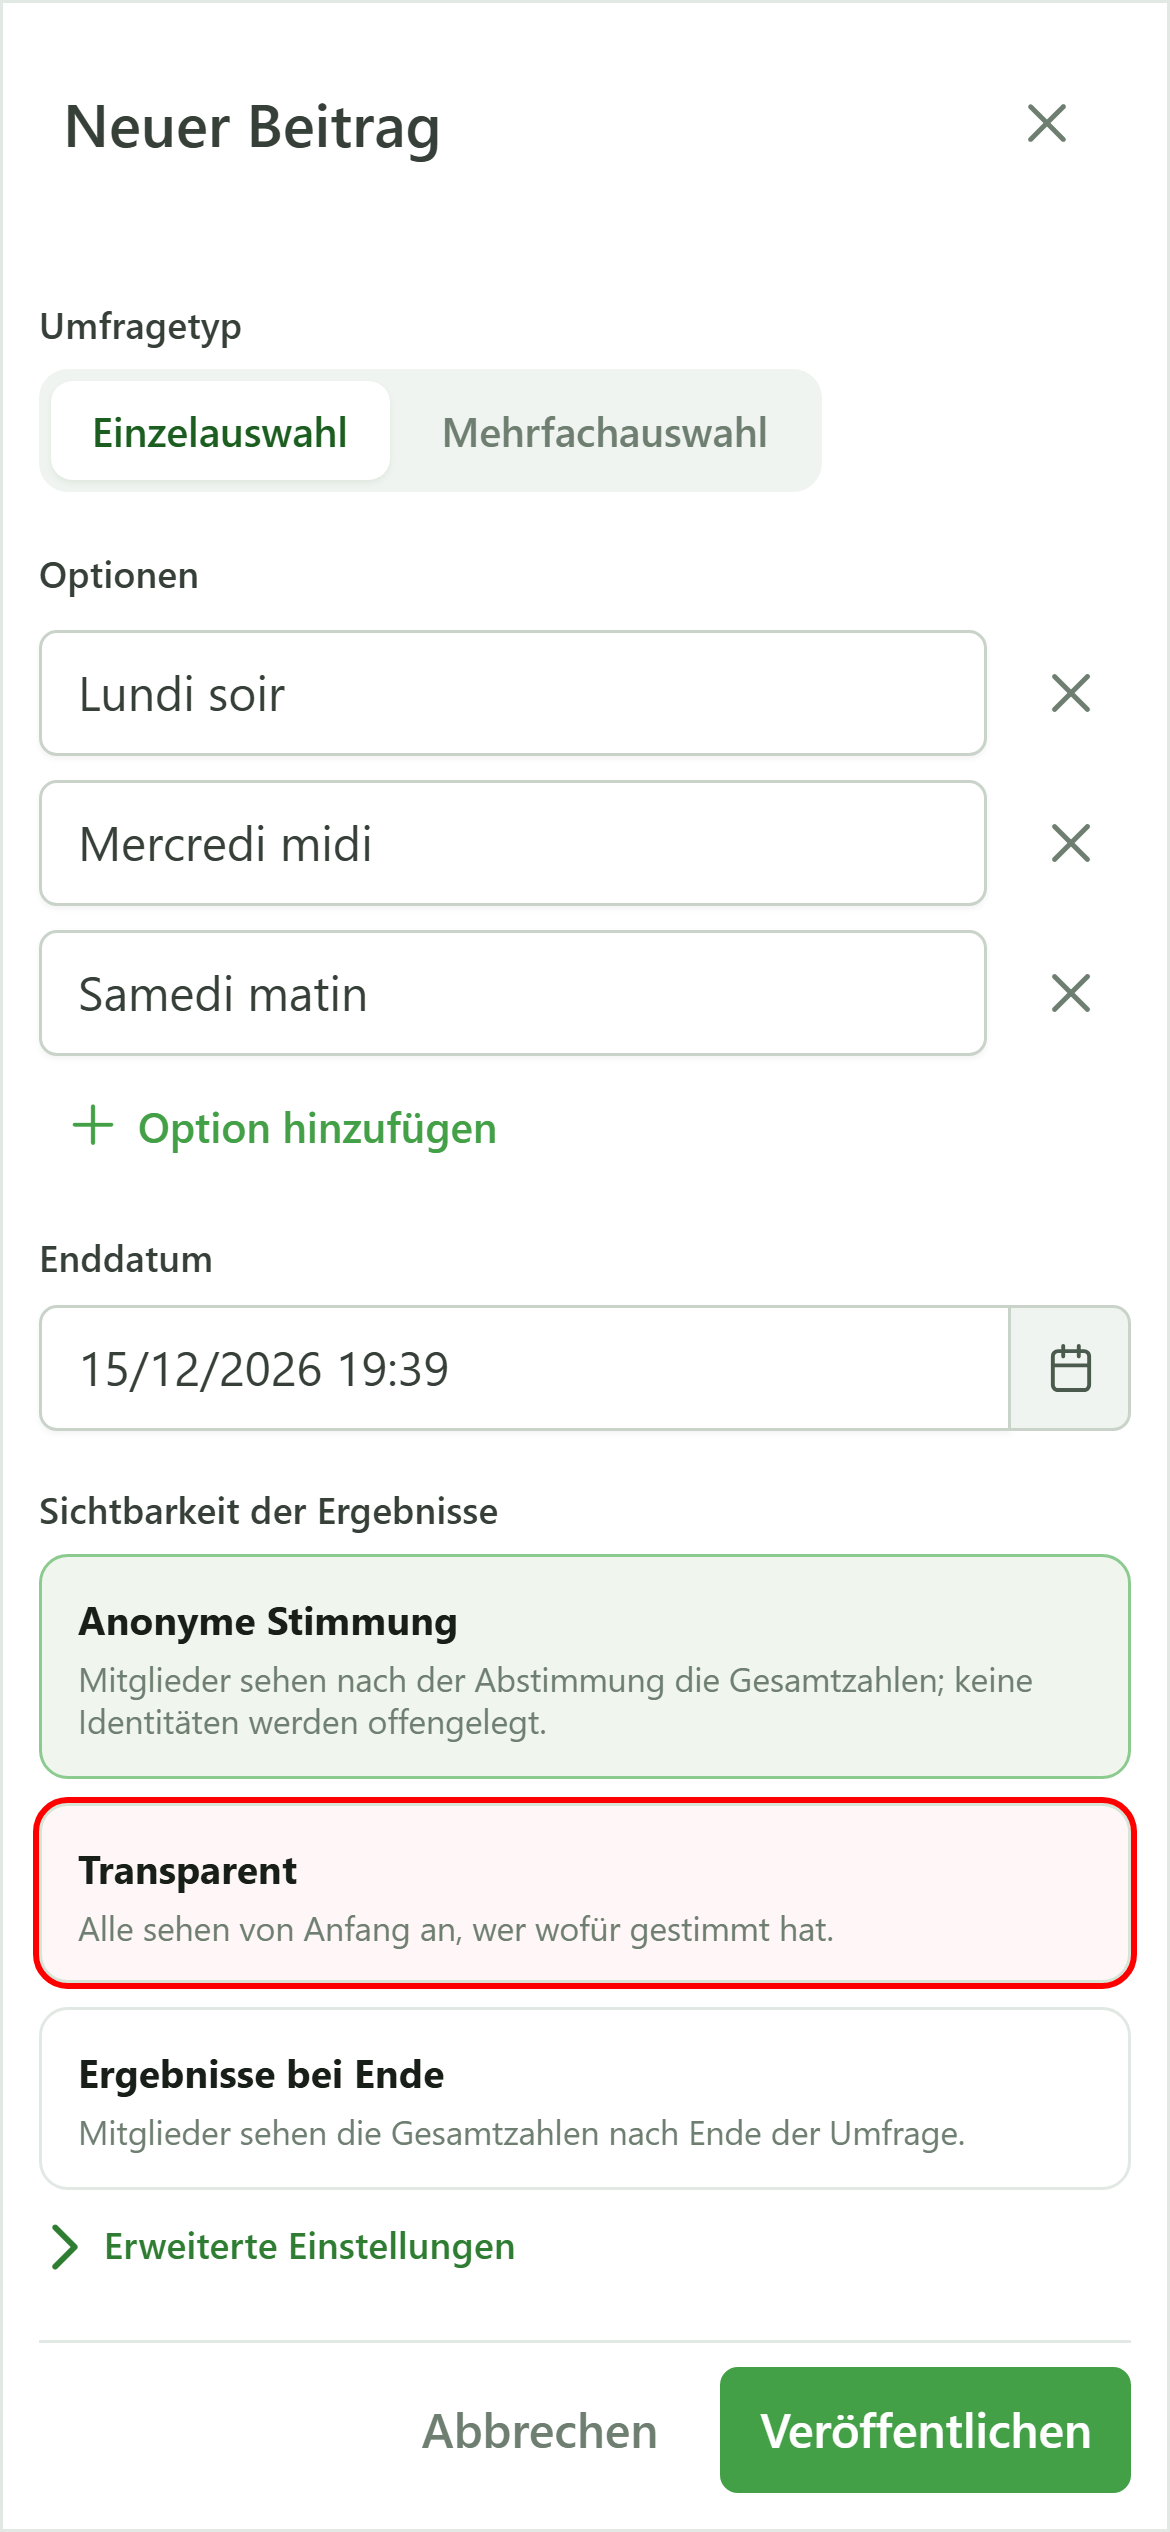 Neuer Beitrag
Umfragetyp
Einzelauswahl Mehrfachauswahl
Optionen
Lundi soir
Mercredi midi
Samedi matin
Option hinzufügen
Enddatum
15/12/2026 19:39
Sichtbarkeit der Ergebnisse
Anonyme Stimmung
Mitglieder sehen nach der Abstimmung die Gesamtzahlen; keine
Identitäten werden offengelegt.
Transparent
Alle sehen von Anfang an, wer wofür gestimmt hat.
Ergebnisse bei Ende
Mitglieder sehen die Gesamtzahlen nach Ende der Umfrage.
Erweiterte Einstellungen
Abbrechen Veröffentlichen